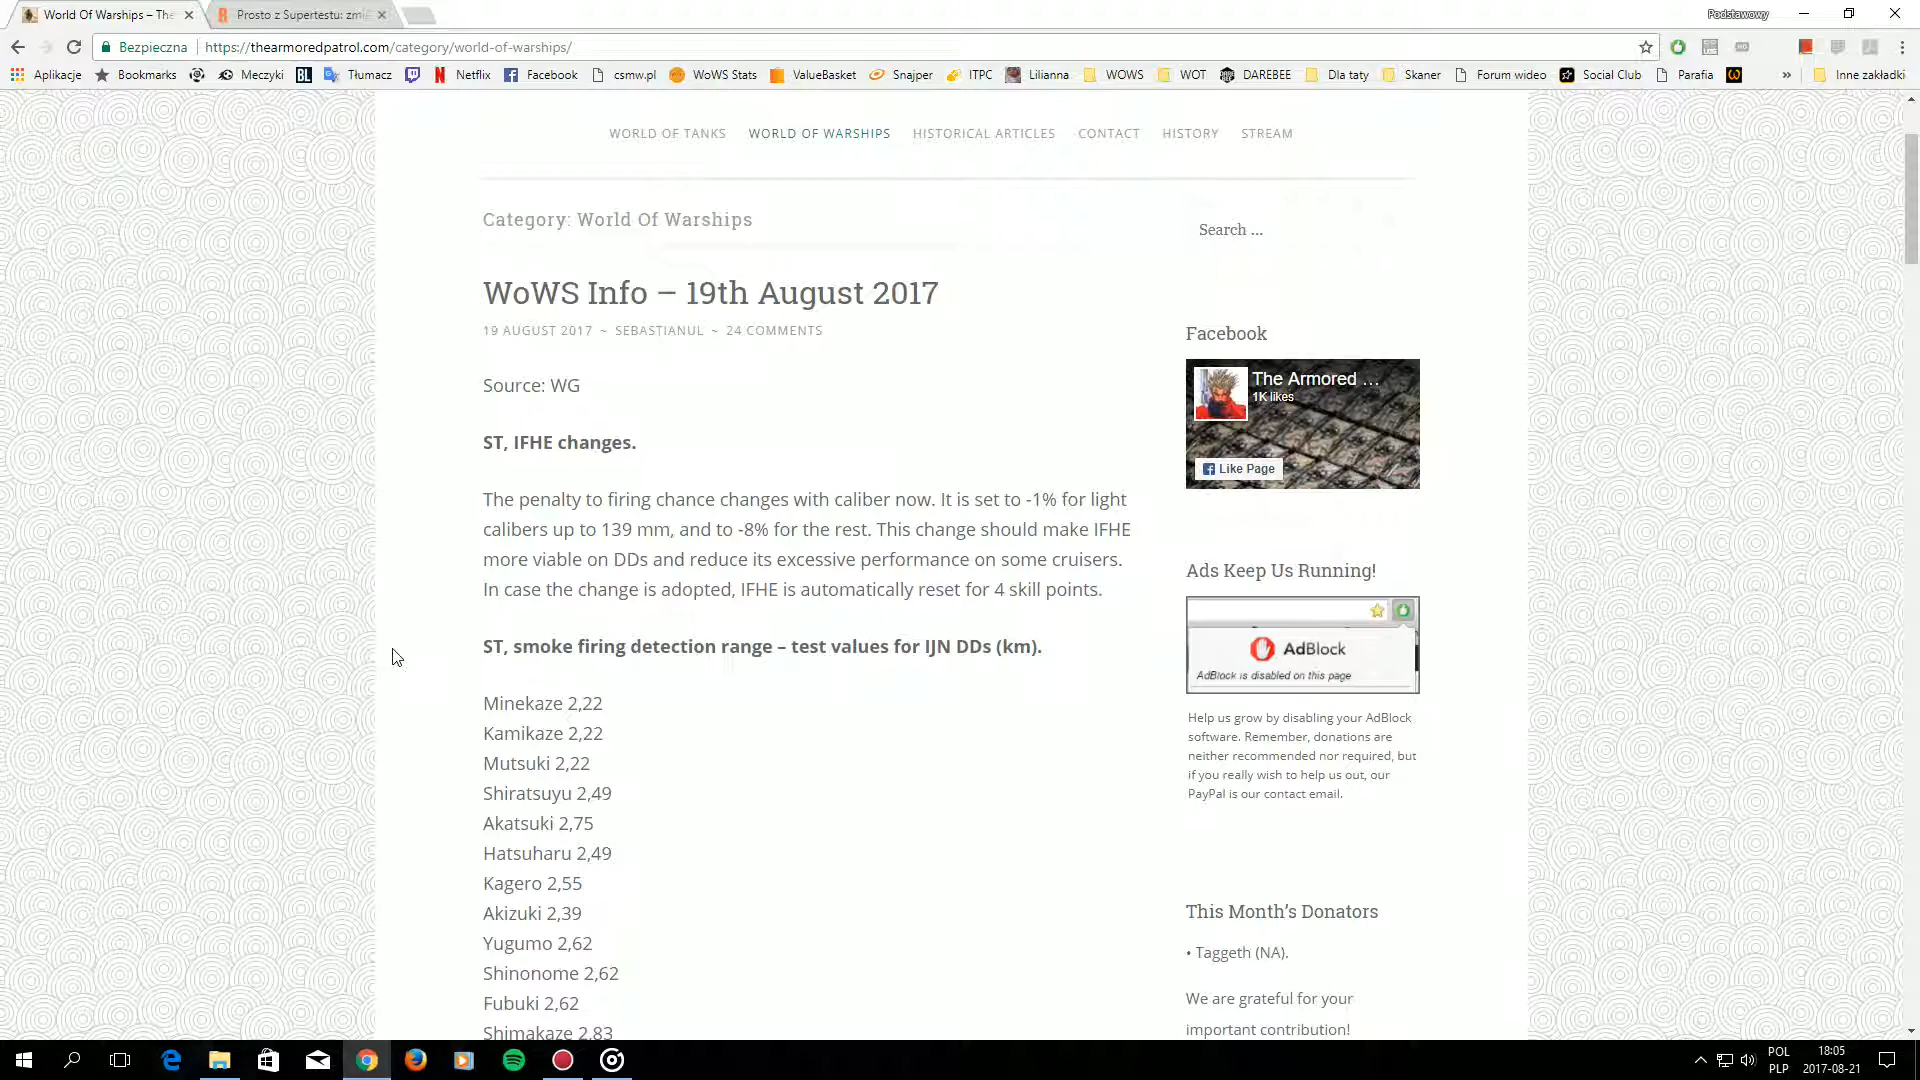 World Of Warships – The
Prosto z Supertestu: zmi
Podstawowy
Bezpieczna
https://thearmoredpatrol.com/category/world-of-warships/
Aplikacje Bookmarks Meczyki BL Tłumacz Netflix Facebook csmw.pl WoWS Stats ValueBasket Snajper ITPC Lilianna WOWS WOT DAREBEE Dla taty Skaner Forum wideo Social Club Parafia » Inne zakładki
WORLD OF TANKS WORLD OF WARSHIPS HISTORICAL ARTICLES CONTACT HISTORY STREAM
Category: World Of Warships
Search ...
WoWS Info – 19th August 2017
19 AUGUST 2017 ~ SEBASTIANUL ~ 24 COMMENTS
Source: WG
ST, IFHE changes.
The penalty to firing chance changes with caliber now. It is set to -1% for light
calibers up to 139 mm, and to -8% for the rest. This change should make IFHE
more viable on DDs and reduce its excessive performance on some cruisers.
In case the change is adopted, IFHE is automatically reset for 4 skill points.
ST, smoke firing detection range – test values for IJN DDs (km).
Minekaze 2,22
Kamikaze 2,22
Mutsuki 2,22
Shiratsuyu 2,49
Akatsuki 2,75
Hatsuharu 2,49
Kagero 2,55
Akizuki 2,39
Yugumo 2,62
Shinonome 2,62
Fubuki 2,62
Shimakaze 2,83
Facebook
The Armored ...
1K likes
Like Page
Ads Keep Us Running!
AdBlock
AdBlock is disabled on this page
Help us grow by disabling your AdBlock
software. Remember, donations are
neither recommended nor required, but
if you really wish to help us out, our
PayPal is our contact email.
This Month's Donators
• Taggeth (NA).
We are grateful for your
important contribution!
POL
PLP
18:05
2017-08-21